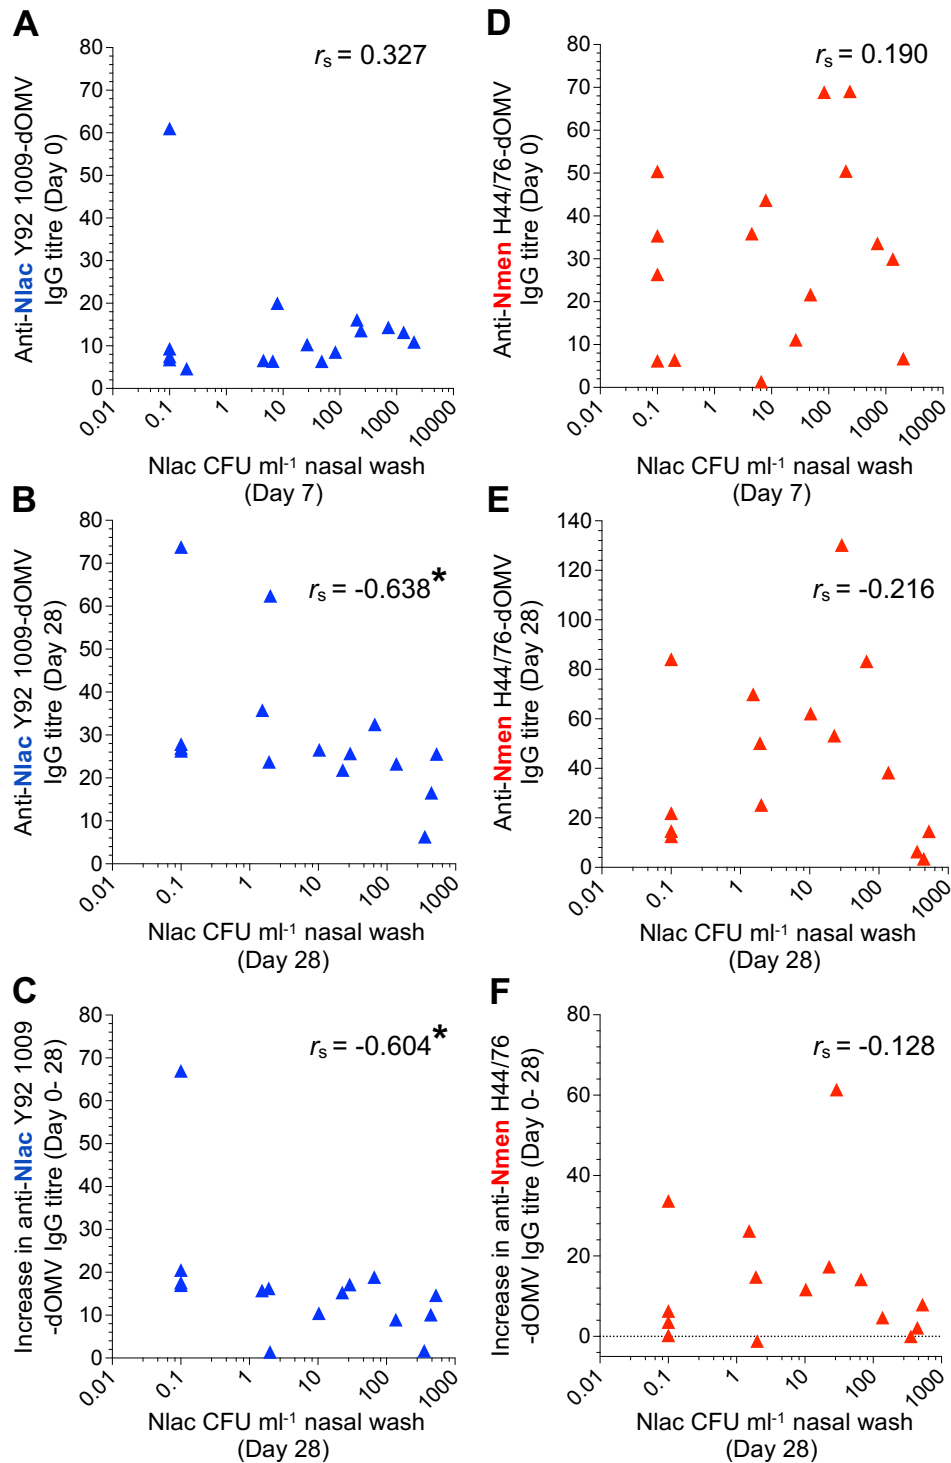 A
Anti-Nlac Y92 1009-dOMV
IgG titre (Day 0)
80
70
60
50
40
30
20
10
0
rs = 0.327
0.01
0.1
1
10
100
1000
10000
Nlac CFU ml-1 nasal wash
(Day 7)
D
Anti-Nmen H44/76-dOMV
IgG titre (Day 0)
80
70
60
50
40
30
20
10
0
rs = 0.190
0.01
0.1
1
10
100
1000
10000
Nlac CFU ml-1 nasal wash
(Day 7)
B
Anti-Nlac Y92 1009-dOMV
IgG titre (Day 28)
80
70
60
50
40
30
20
10
0
rs = -0.638*
0.01
0.1
1
10
100
1000
Nlac CFU ml-1 nasal wash
(Day 28)
E
Anti-Nmen H44/76-dOMV
IgG titre (Day 28)
140
120
100
80
60
40
20
0
rs = -0.216
0.01
0.1
1
10
100
1000
Nlac CFU ml-1 nasal wash
(Day 28)
C
Increase in anti-Nlac Y92 1009
-dOMV IgG titre (Day 0- 28)
80
70
60
50
40
30
20
10
0
rs = -0.604*
0.01
0.1
1
10
100
1000
Nlac CFU ml-1 nasal wash
(Day 28)
F
Increase in anti-Nmen H44/76
-dOMV IgG titre (Day 0- 28)
80
60
40
20
0
rs = -0.128
0.01
0.1
1
10
100
1000
Nlac CFU ml-1 nasal wash
(Day 28)